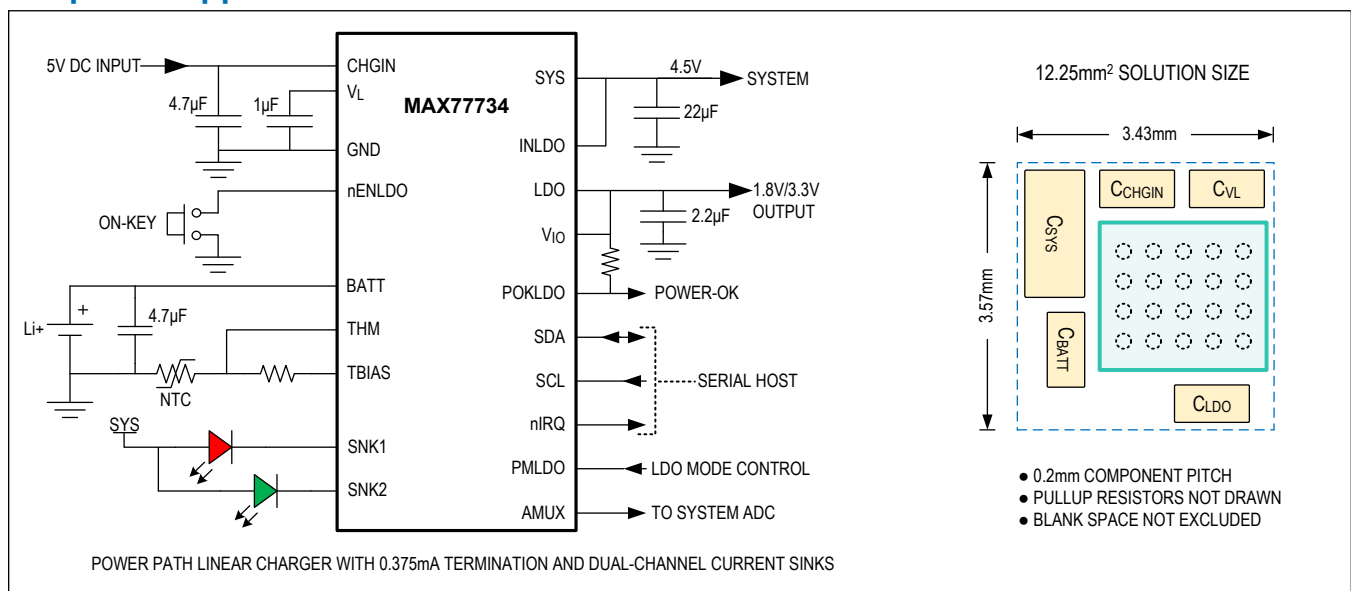 5V DC INPUT
4.7µF
1µF
CHGIN
VL
GND
nENLDO
ON-KEY
BATT
Li+
+
4.7µF
THM
TBIAS
NTC
SYS
SNK1
SNK2
MAX77734
SYS
4.5V
SYSTEM
22µF
INLDO
LDO
1.8V/3.3V
OUTPUT
2.2µF
VIO
POKLDO
POWER-OK
SDA
SCL
SERIAL HOST
nIRQ
PMLDO
LDO MODE CONTROL
AMUX
TO SYSTEM ADC
POWER PATH LINEAR CHARGER WITH 0.375mA TERMINATION AND DUAL-CHANNEL CURRENT SINKS
12.25mm² SOLUTION SIZE
3.43mm
3.57mm
CSYS
CCHGIN
CVL
CBATT
CLDO
● 0.2mm COMPONENT PITCH
● PULLUP RESISTORS NOT DRAWN
● BLANK SPACE NOT EXCLUDED